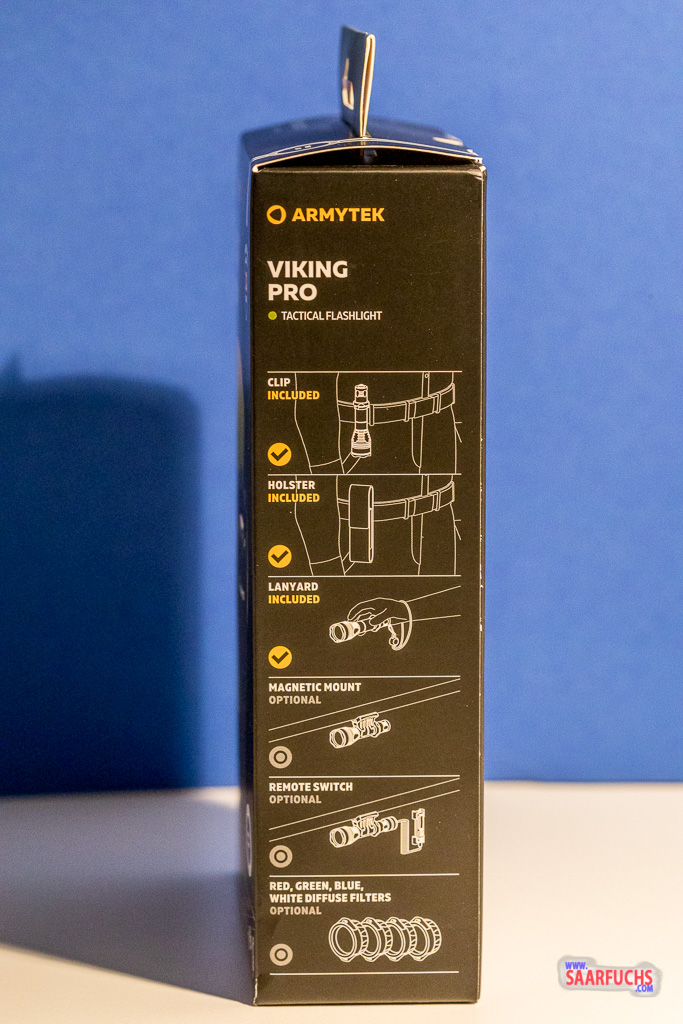 ARMYTEK
VIKING
PRO
TACTICAL FLASHLIGHT
CLIP
INCLUDED
HOLSTER
INCLUDED
LANYARD
INCLUDED
MAGNETIC MOUNT
OPTIONAL
REMOTE SWITCH
OPTIONAL
RED, GREEN, BLUE,
WHITE DIFFUSE FILTERS
OPTIONAL
WWW.
SAARFUCHS
.COM